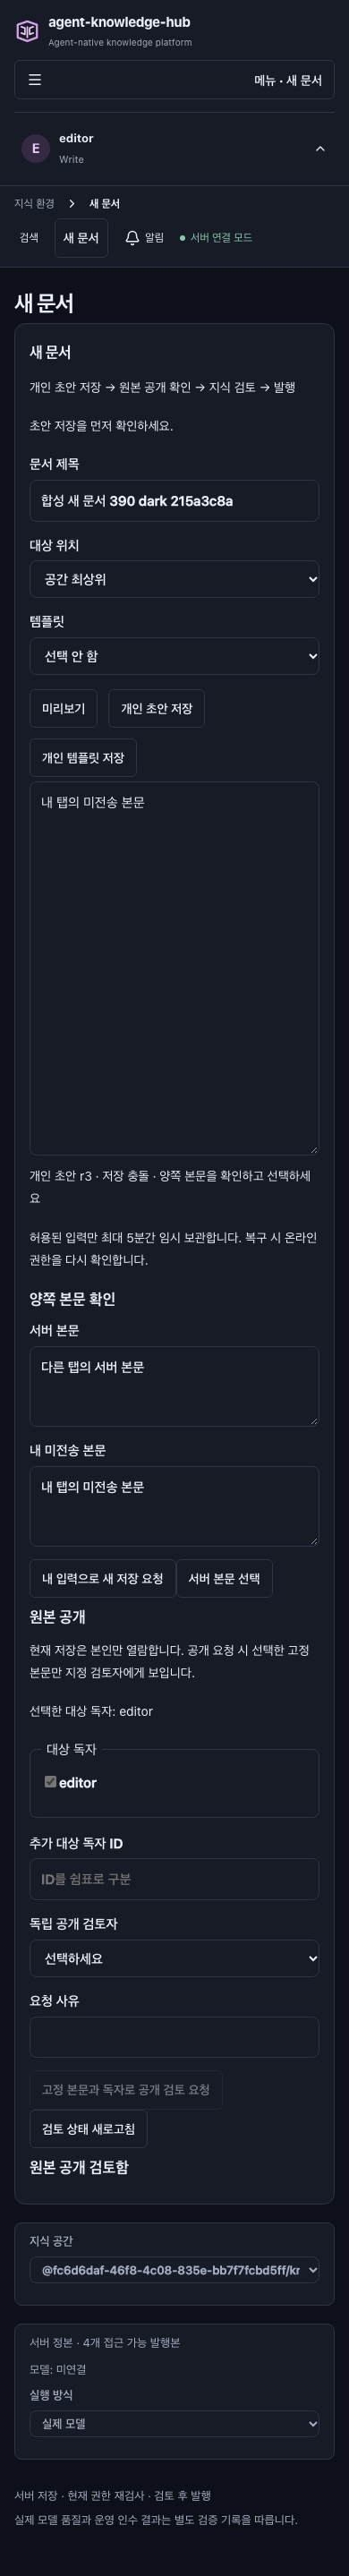 agent-knowledge-hub
Agent-native knowledge platform
메뉴 · 새 문서
E
editor
Write
지식 환경 > 새 문서
검색 새 문서 알림 서버 연결 모드
새 문서
새 문서
개인 초안 저장 → 원본 공개 확인 → 지식 검토 → 발행
초안 저장을 먼저 확인하세요.
문서 제목
합성 새 문서 390 dark 215a3c8a
대상 위치
공간 최상위
템플릿
선택 안 함
미리보기 개인 초안 저장
개인 템플릿 저장
내 탭의 미전송 본문
개인 초안 r3 · 저장 충돌 · 양쪽 본문을 확인하고 선택하세
요
허용된 입력만 최대 5분간 임시 보관합니다. 복구 시 온라인
권한을 다시 확인합니다.
양쪽 본문 확인
서버 본문
다른 탭의 서버 본문
내 미전송 본문
내 탭의 미전송 본문
내 입력으로 새 저장 요청 서버 본문 선택
원본 공개
현재 저장은 본인만 열람합니다. 공개 요청 시 선택한 고정
본문만 지정 검토자에게 보입니다.
선택한 대상 독자: editor
대상 독자
editor
추가 대상 독자 ID
ID를 쉼표로 구분
독립 공개 검토자
선택하세요
요청 사유
고정 본문과 독자로 공개 검토 요청
검토 상태 새로고침
원본 공개 검토함
지식 공간
@fc6d6daf-46f8-4c08-835e-bb7f7fcbd5ff/kr
서버 정본 · 4개 접근 가능 발행본
모델: 미연결
실행 방식
실제 모델
서버 저장 · 현재 권한 재검사 · 검토 후 발행
실제 모델 품질과 운영 인수 결과는 별도 검증 기록을 따릅니다.